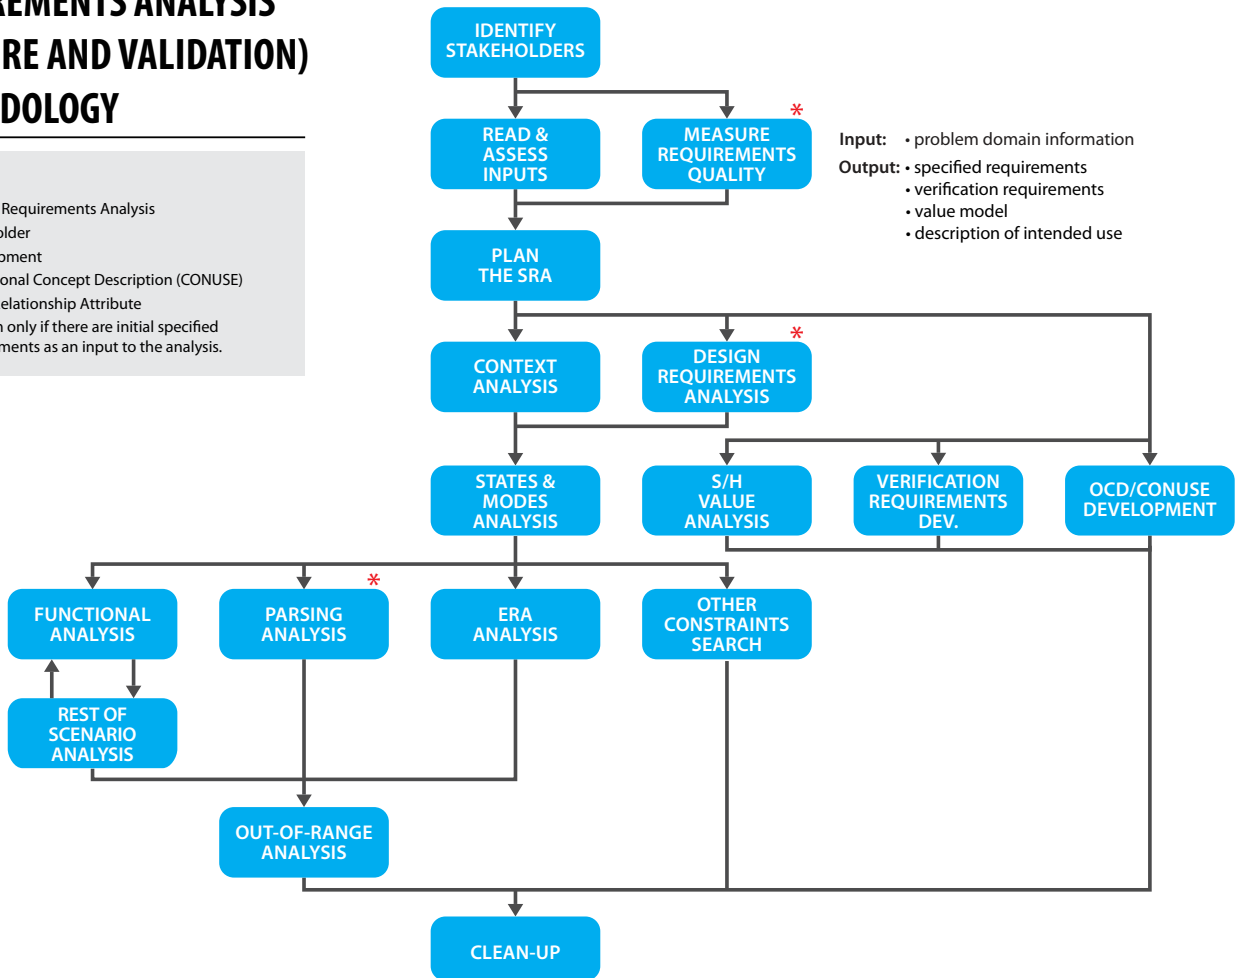 REMENTS ANALYSIS
RE AND VALIDATION)
DOLOGY
Requirements Analysis
older
pment
onal Concept Description (CONUSE)
elationship Attribute
n only if there are initial specified
ements as an input to the analysis.
IDENTIFY
STAKEHOLDERS
READ &
ASSESS
INPUTS
*
MEASURE
REQUIREMENTS
QUALITY
Input: • problem domain information
Output: • specified requirements
• verification requirements
• value model
• description of intended use
PLAN
THE SRA
CONTEXT
ANALYSIS
*
DESIGN
REQUIREMENTS
ANALYSIS
STATES &
MODES
ANALYSIS
S/H
VALUE
ANALYSIS
VERIFICATION
REQUIREMENTS
DEV.
OCD/CONUSE
DEVELOPMENT
FUNCTIONAL
ANALYSIS
*
PARSING
ANALYSIS
ERA
ANALYSIS
OTHER
CONSTRAINTS
SEARCH
REST OF
SCENARIO
ANALYSIS
OUT-OF-RANGE
ANALYSIS
CLEAN-UP